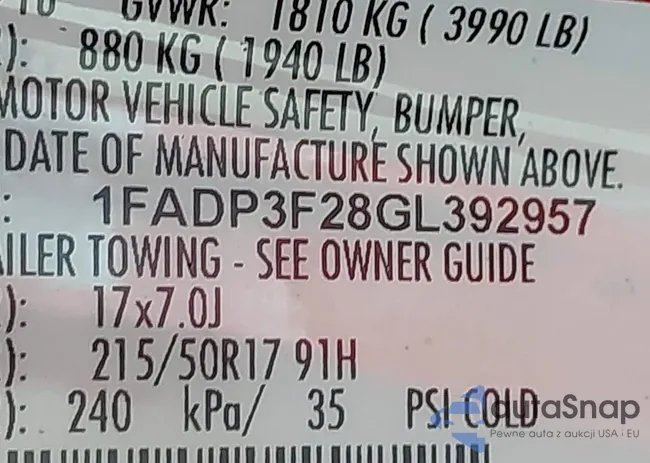 GVWR: 1810 KG ( 3990 LB)
): 880 KG ( 1940 LB)
MOTOR VEHICLE SAFETY, BUMPER,
DATE OF MANUFACTURE SHOWN ABOVE.
: 1FADP3F28GL392957
AILER TOWING - SEE OWNER GUIDE
): 17x7.0J
): 215/50R17 91H
): 240 kPa/ 35 PSI COLD
autaSnap
Pewne auta z aukcji USA i EU